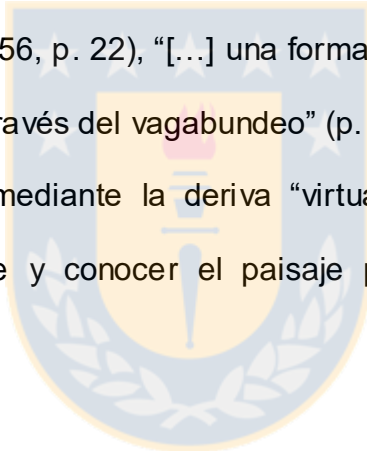 56, p. 22), “[…] una forma
ravés del vagabundeo” (p.
mediante la deriva “virtua
e y conocer el paisaje p